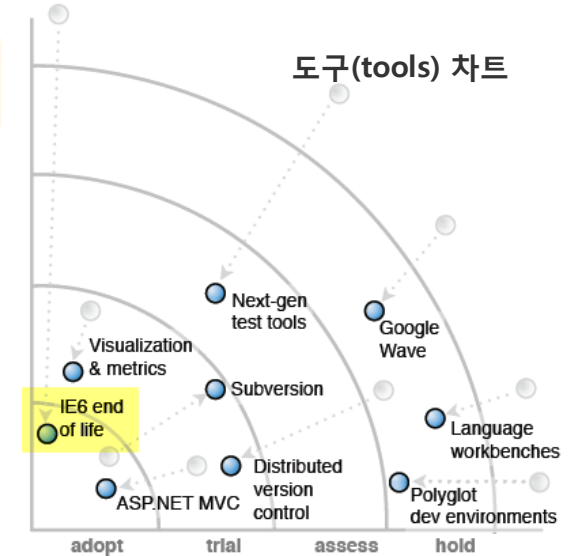 도구(tools) 차트
Next-gen
test tools
Google
Wave
Visualization
& metrics
Subversion
IE6 end
of life
Language
workbenches
Distributed
version
control
ASP.NET MVC
Polyglot
dev environments
adopt
trial
assess
hold